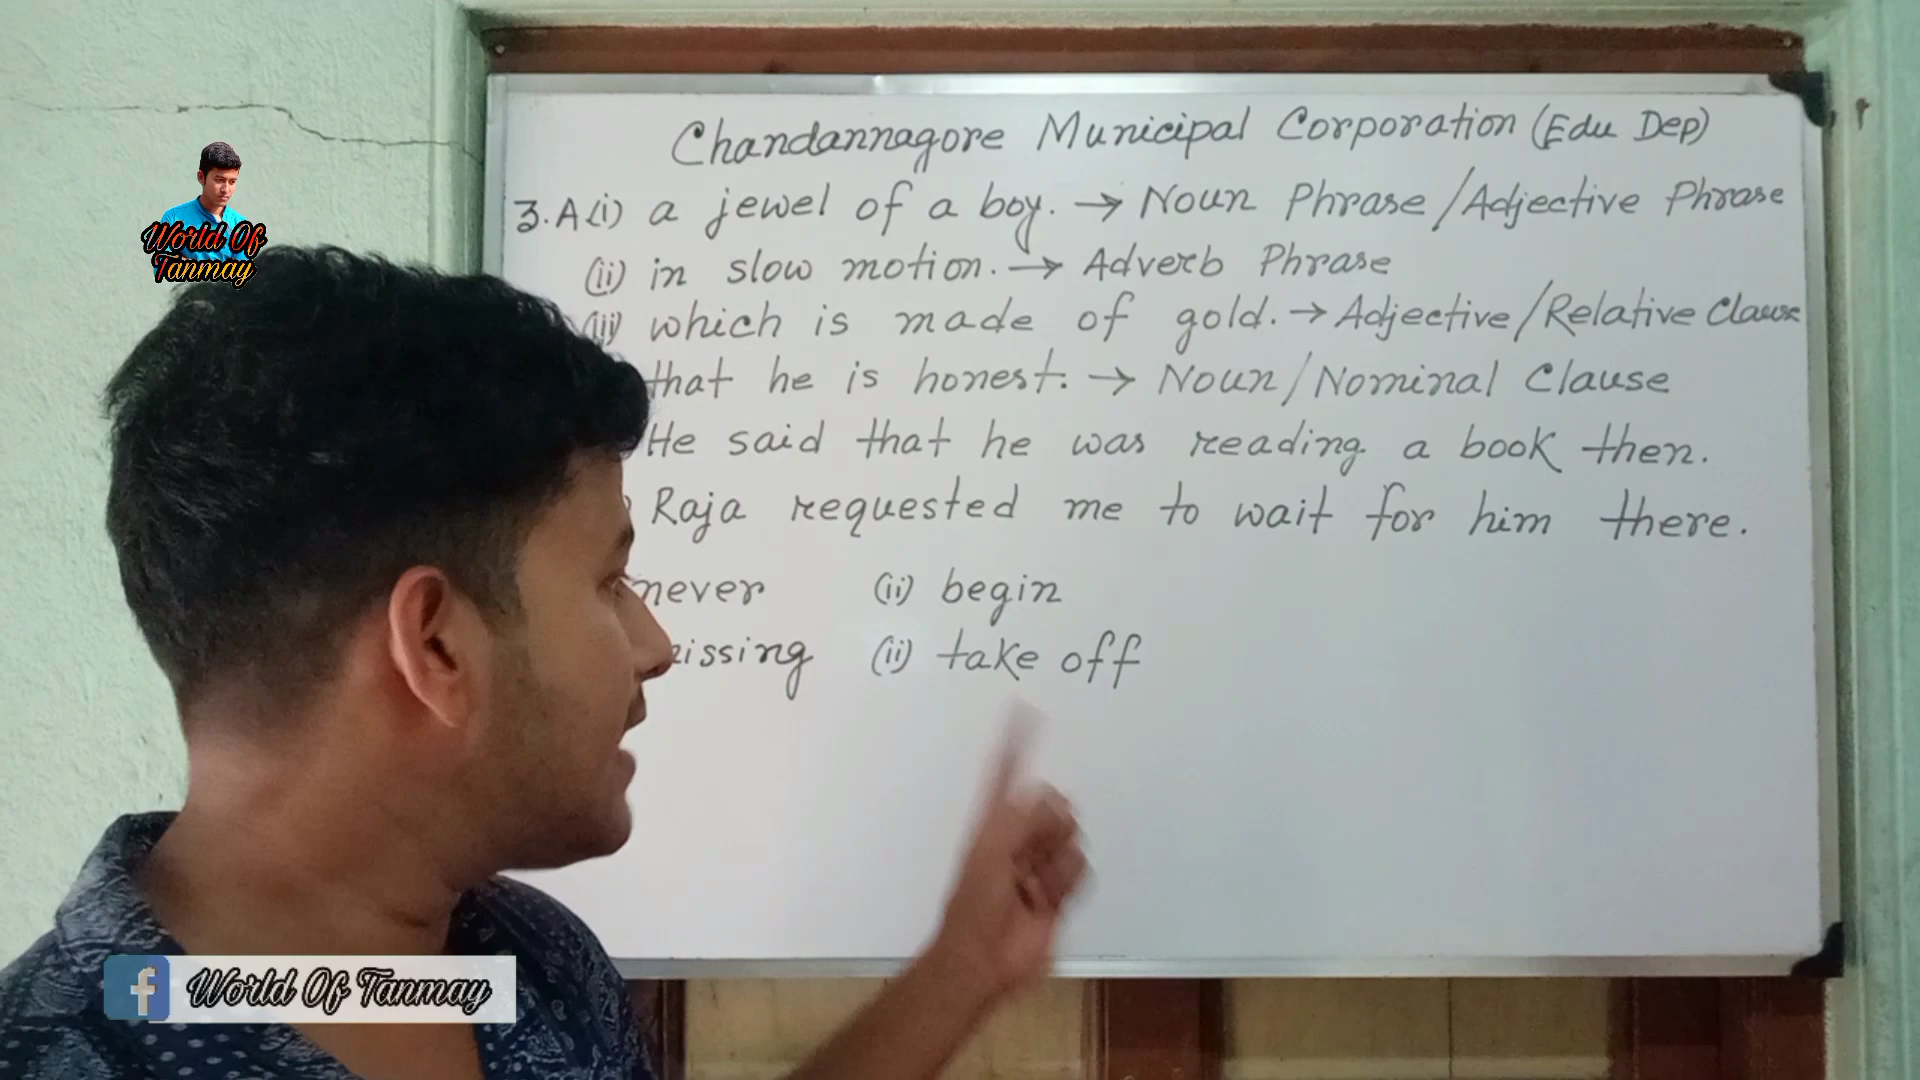 Chandannagore Municipal Corporation (Edu Dep)
3. A (i) a jewel of a boy. → Noun Phrase / Adjective Phrase
(ii) in slow motion. → Adverb Phrase
(iii) which is made of gold. → Adjective / Relative Clause
that he is honest. → Noun / Nominal Clause
He said that he was reading a book then.
Raja requested me to wait for him there.
never (ii) begin
(ii) take off
World Of
Tanmay
f World Of Tanmay